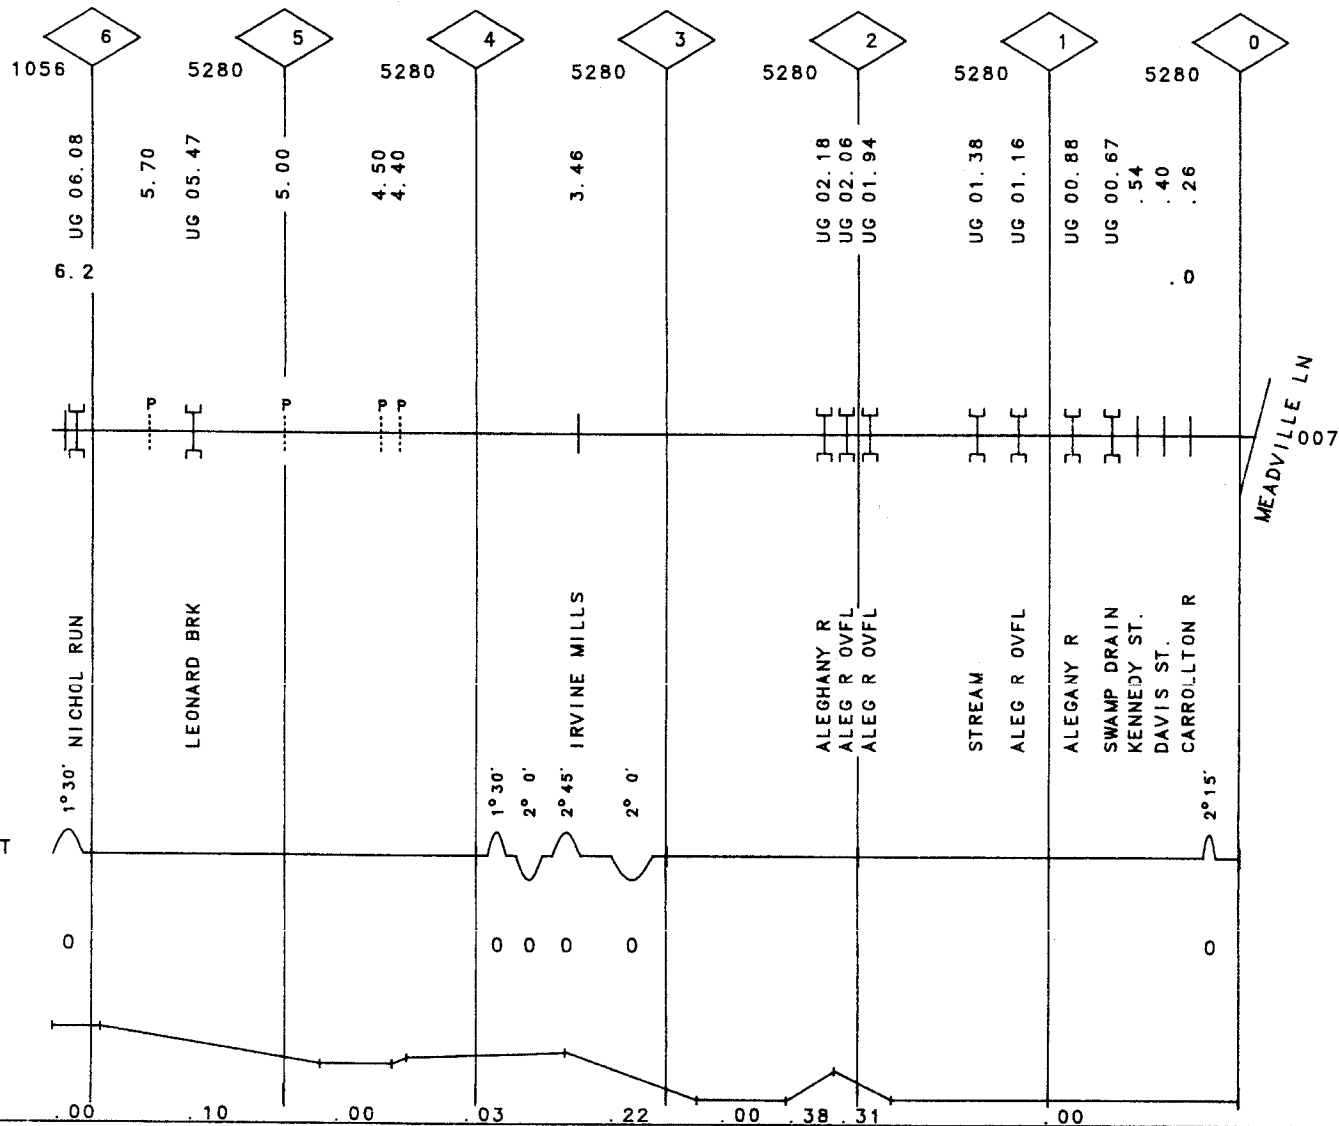 6 5 4 3 2 1 0
1056 5280 5280 5280 5280 5280 5280
UG 06.08
5.70
UG 05.47
5.00
4.50
4.40
3.46
UG 02.18
UG 02.06
UG 01.94
UG 01.38
UG 01.16
UG 00.88
UG 00.67
.54
.40
.26
6.2
.0
P P P P
MEADVILLE LN
007
NICHOL RUN
LEONARD BRK
IRVINE MILLS
ALEGHANY R
ALEG R OVFL
ALEG R OVFL
STREAM
ALEG R OVFL
ALEGANY R
SWAMP DRAIN
KENNEDY ST.
DAVIS ST.
CARROLLTON R
1°30'
1°30'
2° 0'
2°45'
2° 0'
2°15'
T
0 0 0 0 0 0
.00 .10 .00 .03 .22 .00 .38 .31 .00